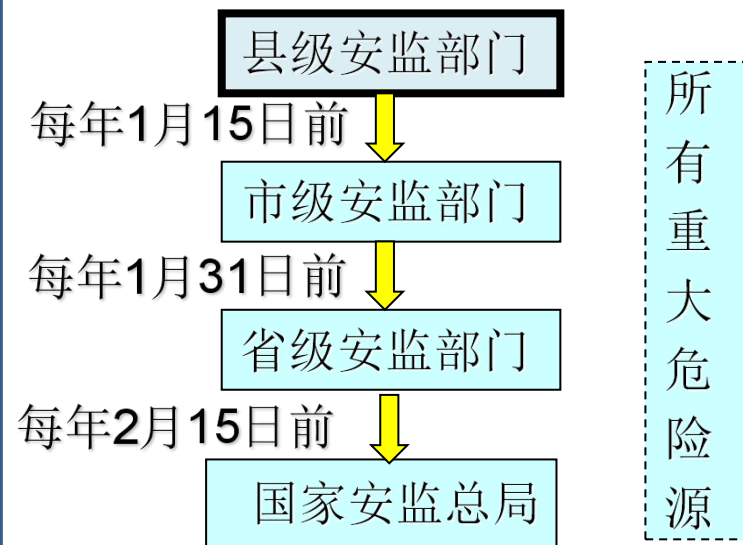 县级安监部门
每年1月15日前
市级安监部门
每年1月31日前
省级安监部门
每年2月15日前
国家安监总局
所有重大危险源